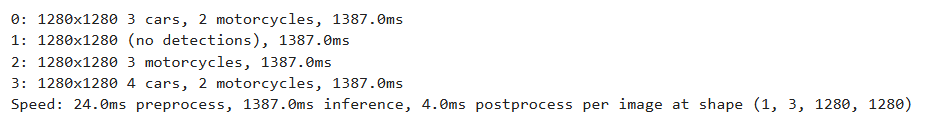 0: 1280x1280 3 cars, 2 motorcycles, 1387.0ms
1: 1280x1280 (no detections), 1387.0ms
2: 1280x1280 3 motorcycles, 1387.0ms
3: 1280x1280 4 cars, 2 motorcycles, 1387.0ms
Speed: 24.0ms preprocess, 1387.0ms inference, 4.0ms postprocess per image at shape (1, 3, 1280, 1280)